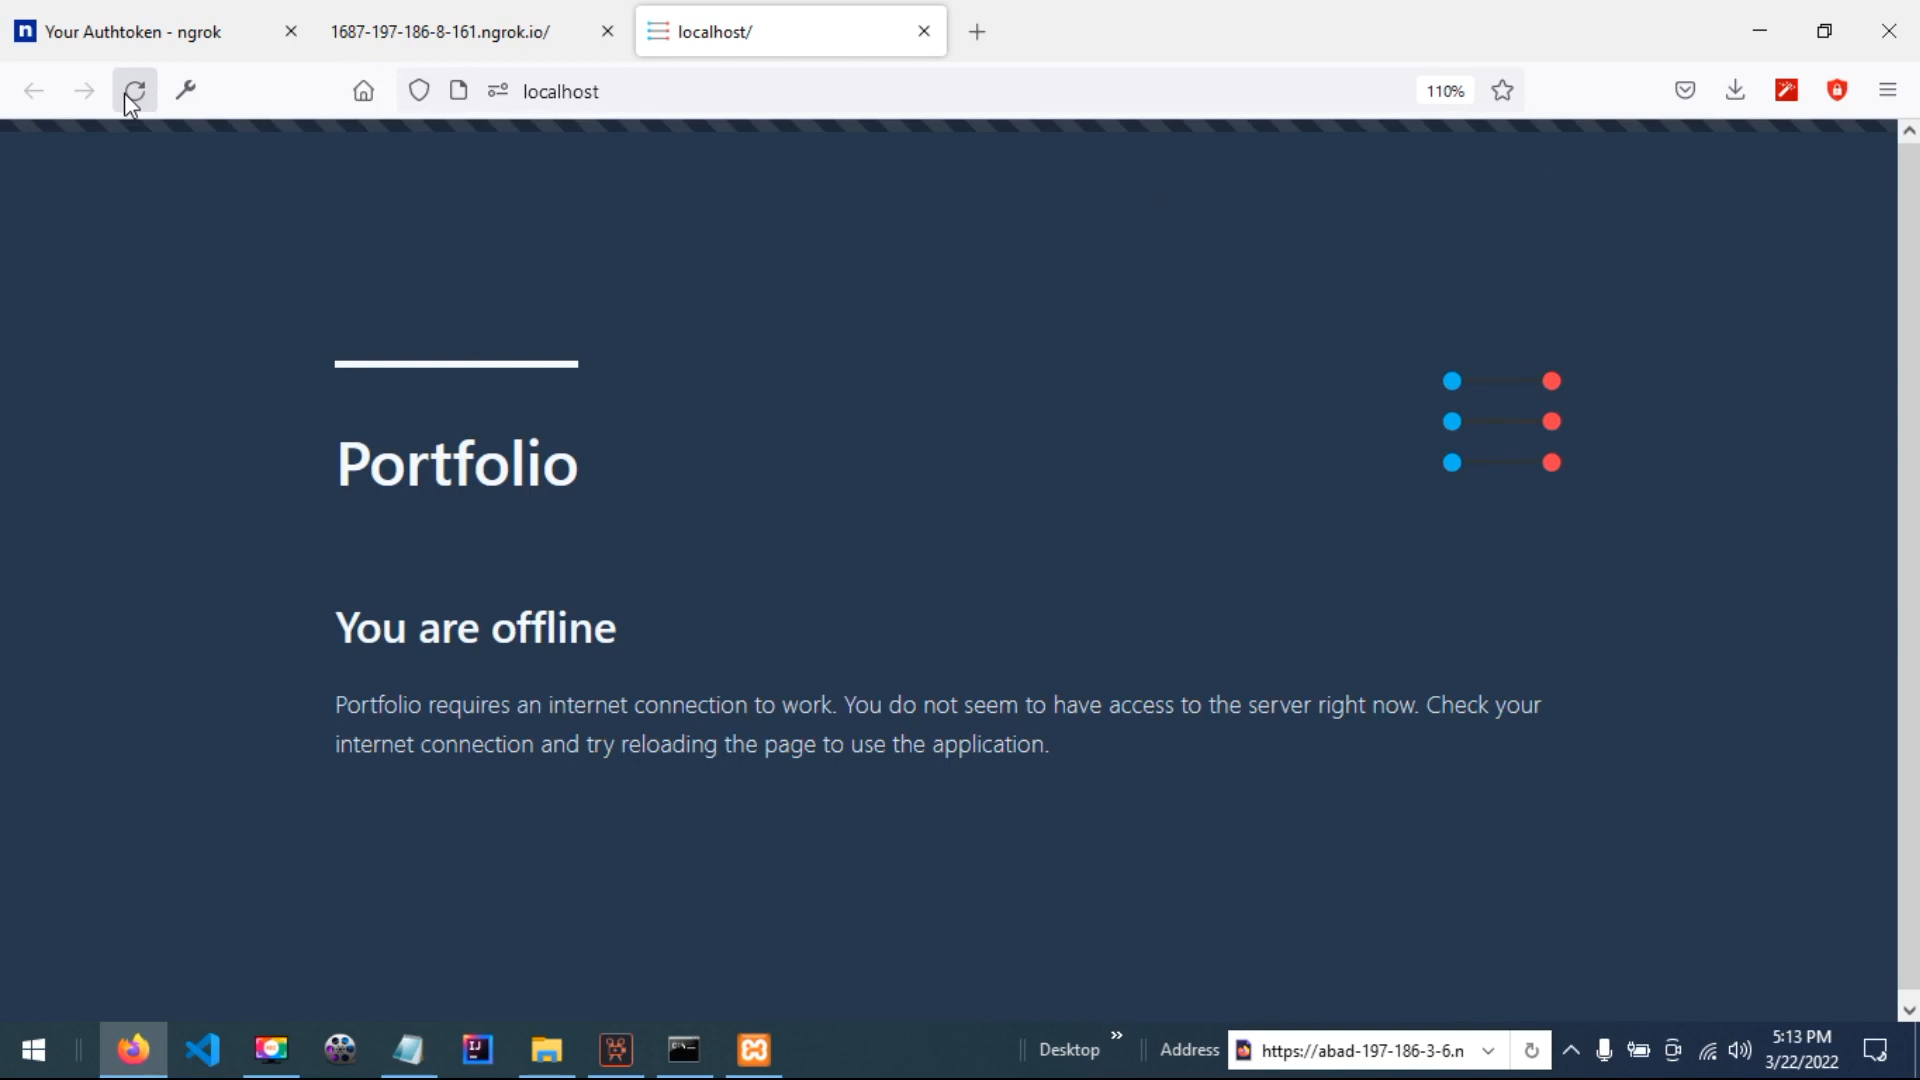 n Your Authtoken - ngrok
1687-197-186-8-161.ngrok.io/
localhost/
localhost
110%
Portfolio
You are offline
Portfolio requires an internet connection to work. You do not seem to have access to the server right now. Check your
internet connection and try reloading the page to use the application.
REC
IJ
Desktop
Address
https://abad-197-186-3-6.n
5:13 PM
3/22/2022